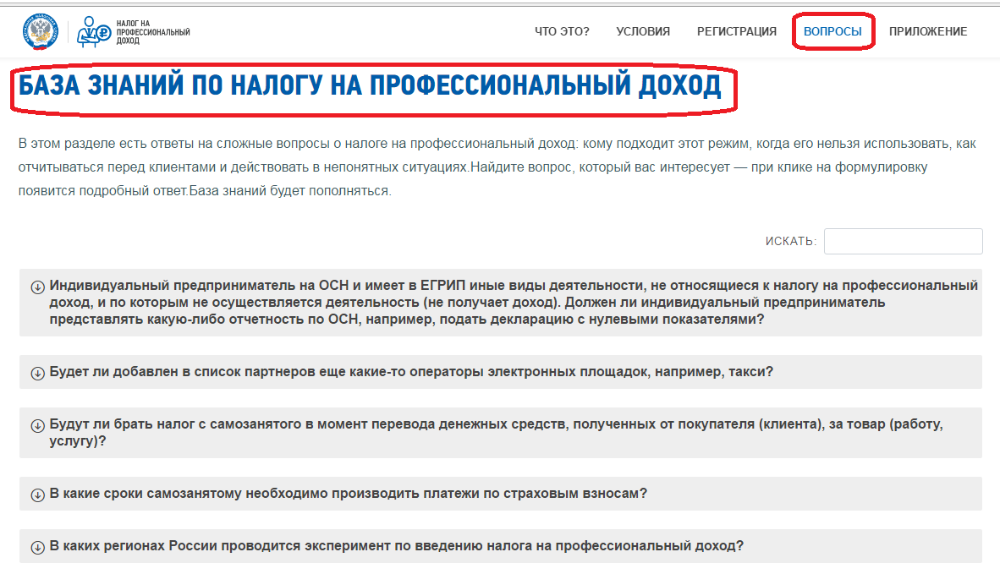 НАЛОГ НА
ПРОФЕССИОНАЛЬНЫЙ
ДОХОД
ЧТО ЭТО? УСЛОВИЯ РЕГИСТРАЦИЯ ВОПРОСЫ ПРИЛОЖЕНИЕ
БАЗА ЗНАНИЙ ПО НАЛОГУ НА ПРОФЕССИОНАЛЬНЫЙ ДОХОД
В этом разделе есть ответы на сложные вопросы о налоге на профессиональный доход: кому подходит этот режим, когда его нельзя использовать, как
отчитываться перед клиентами и действовать в непонятных ситуациях.Найдите вопрос, который вас интересует — при клике на формулировку
появится подробный ответ.База знаний будет пополняться.
ИСКАТЬ:
Индивидуальный предприниматель на ОСН и имеет в ЕГРИП иные виды деятельности, не относящиеся к налогу на профессиональный
доход, и по которым не осуществляется деятельность (не получает доход). Должен ли индивидуальный предприниматель
представлять какую-либо отчетность по ОСН, например, подать декларацию с нулевыми показателями?
Будет ли добавлен в список партнеров еще какие-то операторы электронных площадок, например, такси?
Будут ли брать налог с самозанятого в момент перевода денежных средств, полученных от покупателя (клиента), за товар (работу,
услугу)?
В какие сроки самозанятому необходимо производить платежи по страховым взносам?
В каких регионах России проводится эксперимент по введению налога на профессиональный доход?